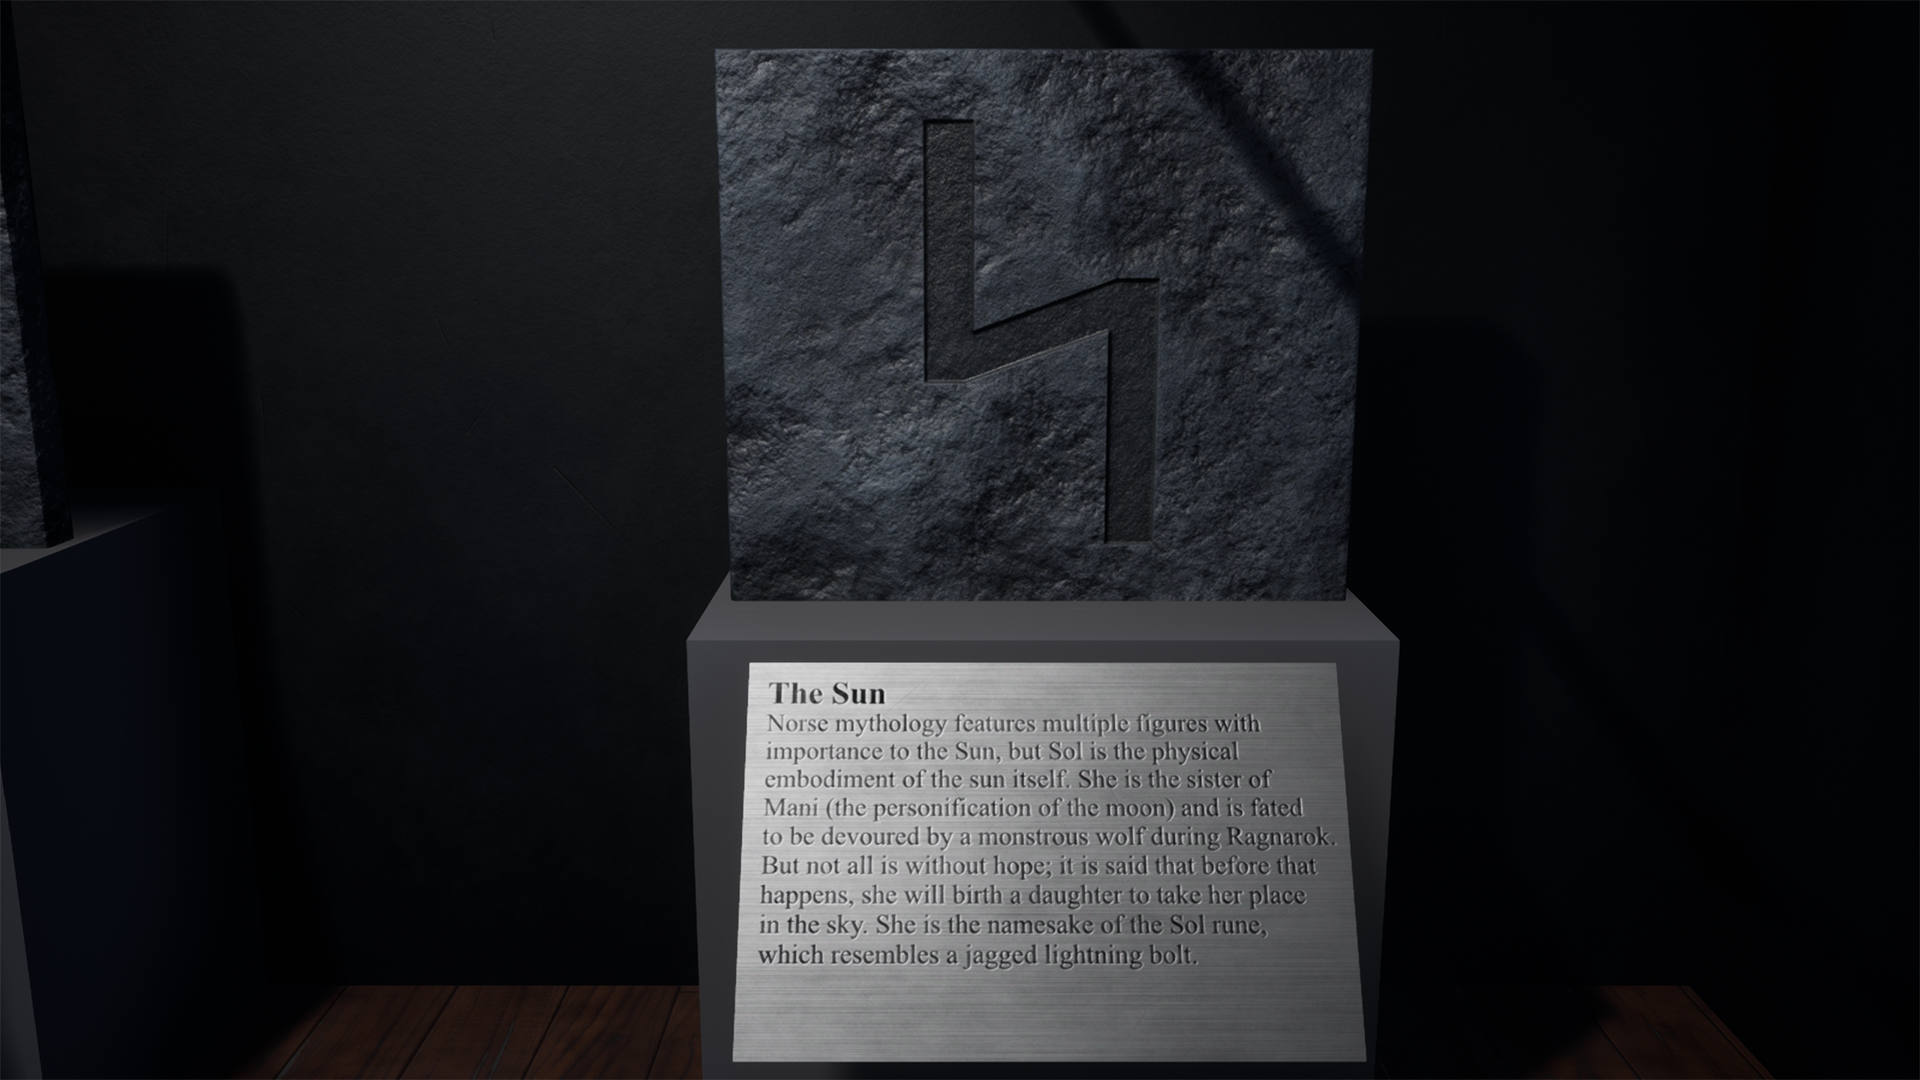 The Sun
Norse mythology features multiple figures with
importance to the Sun, but Sol is the physical
embodiment of the sun itself. She is the sister of
Mani (the personification of the moon) and is fated
to be devoured by a monstrous wolf during Ragnarok.
But not all is without hope; it is said that before that
happens, she will birth a daughter to take her place
in the sky. She is the namesake of the Sol rune,
which resembles a jagged lightning bolt.